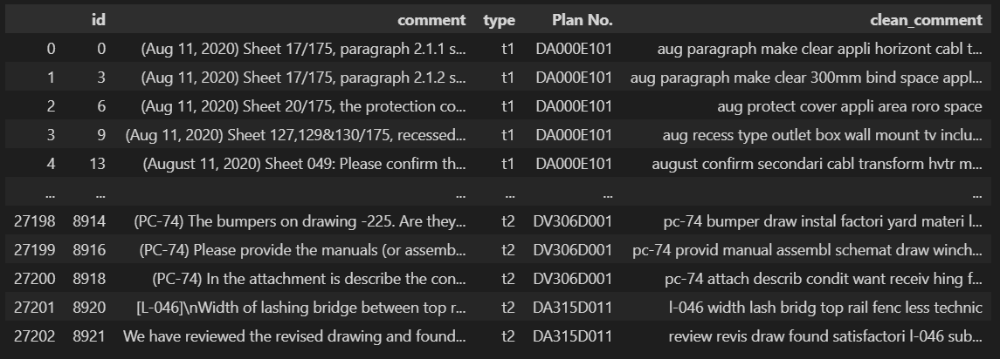 id comment type Plan No. clean_comment
0 0 (Aug 11, 2020) Sheet 17/175, paragraph 2.1.1 s... t1 DA000E101 aug paragraph make clear appli horizont cabl t...
1 3 (Aug 11, 2020) Sheet 17/175, paragraph 2.1.2 s... t1 DA000E101 aug paragraph make clear 300mm bind space appl...
2 6 (Aug 11, 2020) Sheet 20/175, the protection co... t1 DA000E101 aug protect cover appli area roro space
3 9 (Aug 11, 2020) Sheet 127,129&130/175, recessed... t1 DA000E101 aug recess type outlet box wall mount tv inclu...
4 13 (August 11, 2020) Sheet 049: Please confirm th... t1 DA000E101 august confirm secondari cabl transform hvtr m...
... ... ... ... ... ...
27198 8914 (PC-74) The bumpers on drawing -225. Are they... t2 DV306D001 pc-74 bumper draw instal factori yard materi l...
27199 8916 (PC-74) Please provide the manuals (or assemb... t2 DV306D001 pc-74 provid manual assembl schemat draw winch...
27200 8918 (PC-74) In the attachment is describe the con... t2 DV306D001 pc-74 attach describ condit want receiv hing f...
27201 8920 [L-046]\nWidth of lashing bridge between top r... t2 DA315D011 l-046 width lash bridg top rail fenc less technic
27202 8921 We have reviewed the revised drawing and found... t2 DA315D011 review revis draw found satisfactori l-046 sub...